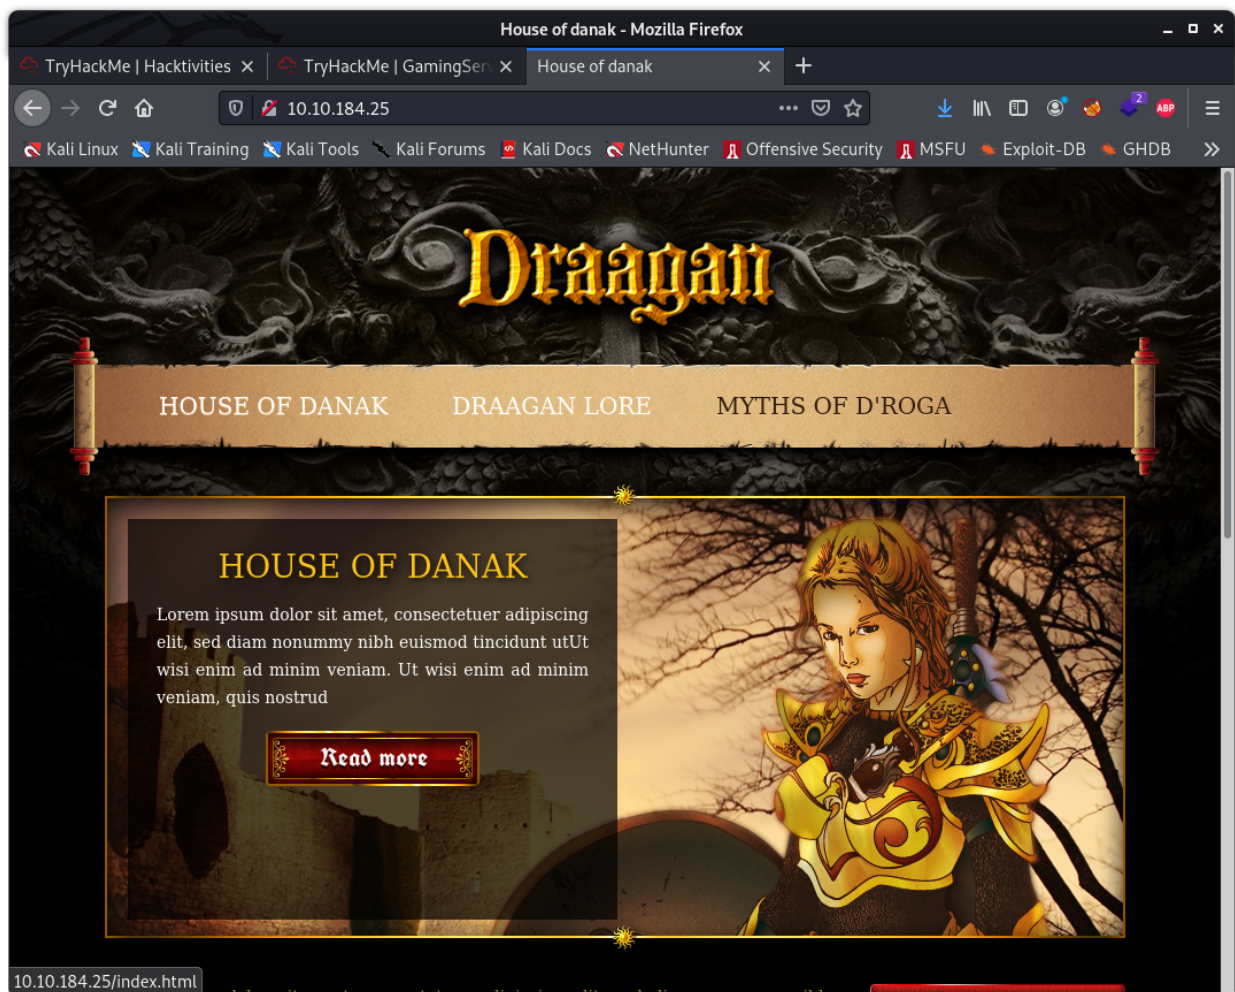 House of danak - Mozilla Firefox
TryHackMe | Hacktivities
TryHackMe | GamingServ
House of danak
10.10.184.25
2
ABP
Kali Linux
Kali Training
Kali Tools
Kali Forums
Kali Docs
NetHunter
Offensive Security
MSFU
Exploit-DB
GHDB
Draagan
HOUSE OF DANAK
DRAAGAN LORE
MYTHS OF D'ROGA
HOUSE OF DANAK
Lorem ipsum dolor sit amet, consectetuer adipiscing
elit, sed diam nonummy nibh euismod tincidunt utUt
wisi enim ad minim veniam. Ut wisi enim ad minim
veniam, quis nostrud
Read more
10.10.184.25/index.html